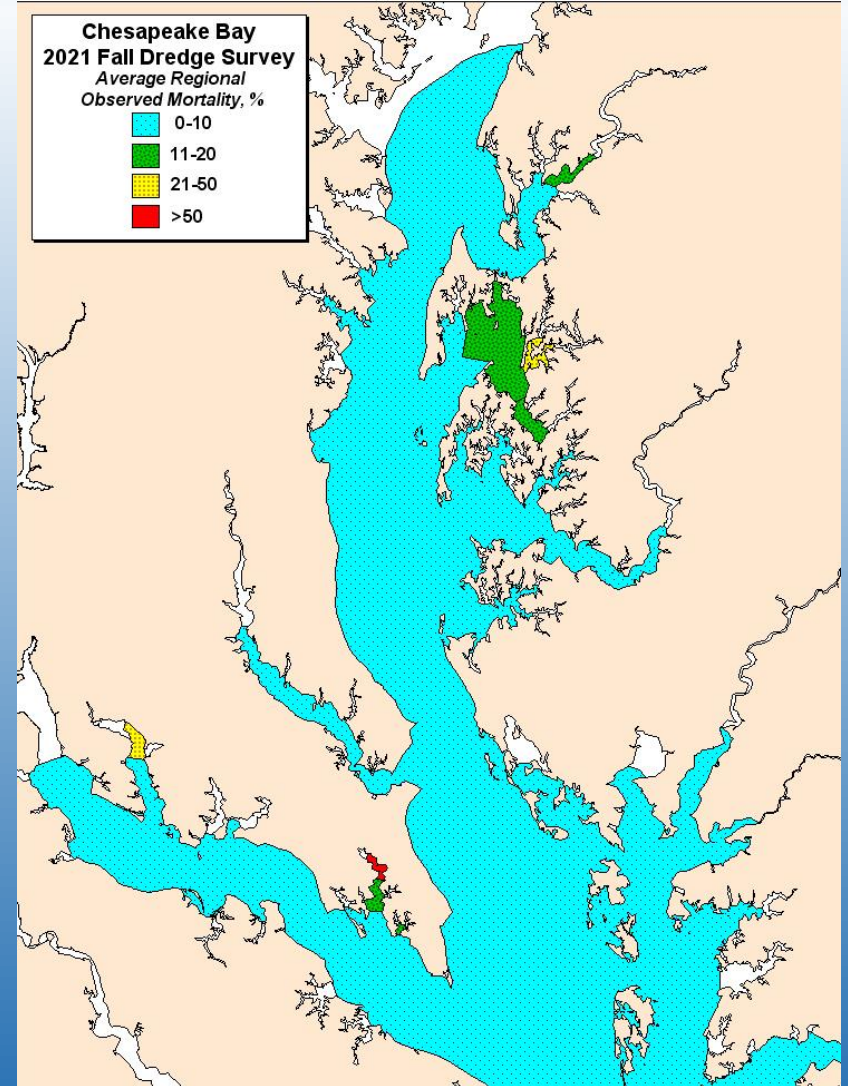 Chesapeake Bay
2021 Fall Dredge Survey
Average Regional
Observed Mortality, %
0-10
11-20
21-50
>50